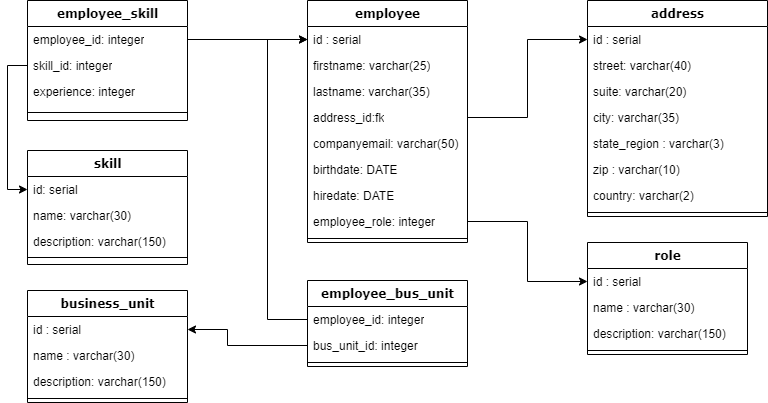 employee_skill
employee_id: integer
skill_id: integer
experience: integer
employee
id : serial
firstname: varchar(25)
lastname: varchar(35)
address_id:fk
companyemail: varchar(50)
birthdate: DATE
hiredate: DATE
employee_role: integer
address
id : serial
street: varchar(40)
suite: varchar(20)
city: varchar(35)
state_region : varchar(3)
zip : varchar(10)
country: varchar(2)
skill
id: serial
name: varchar(30)
description: varchar(150)
role
id : serial
name : varchar(30)
description: varchar(150)
business_unit
id : serial
name : varchar(30)
description: varchar(150)
employee_bus_unit
employee_id: integer
bus_unit_id: integer